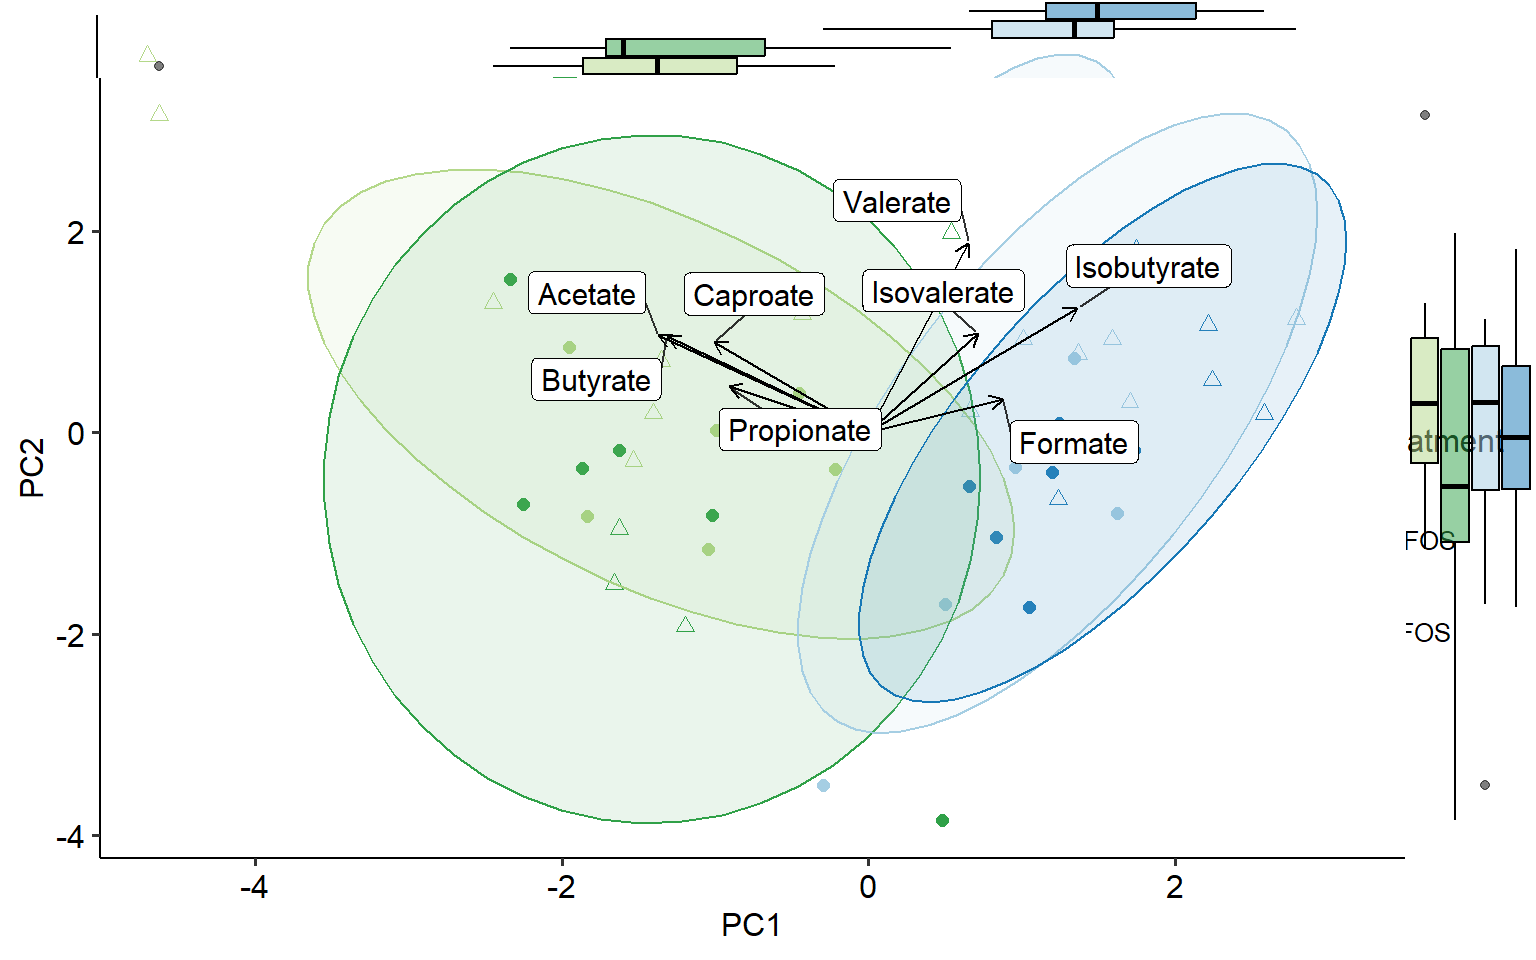 Valerate
Isobutyrate
Acetate
Caproate
Isovalerate
Butyrate
Propionate
Formate
atment
FOS
FOS
PC2
2
0
-2
-4
-4
-2
0
2
PC1